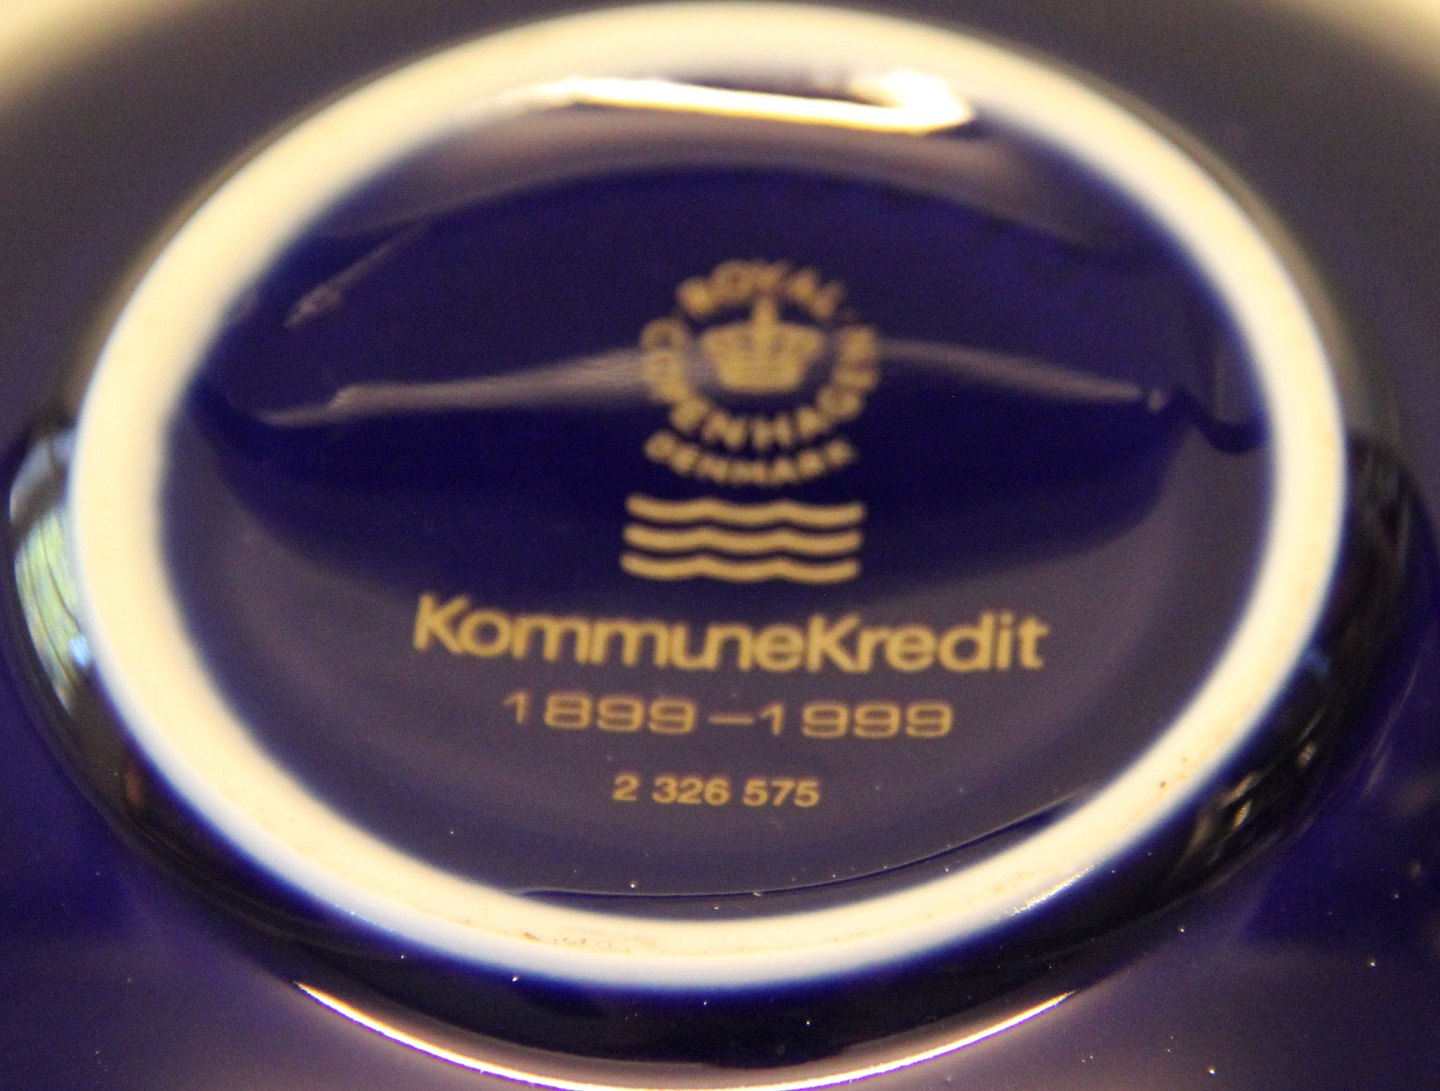 ROYAL
COPENHAGEN
DENMARK
KommuneKredit
1899–1999
2 326 575